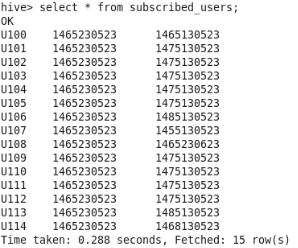 hive> select * from subscribed_users;
OK
U100    1465230523      1465130523
U101    1465230523      1475130523
U102    1465230523      1475130523
U103    1465230523      1475130523
U104    1465230523      1475130523
U105    1465230523      1475130523
U106    1465230523      1485130523
U107    1465230523      1455130523
U108    1465230523      1465230623
U109    1465230523      1475130523
U110    1465230523      1475130523
U111    1465230523      1475130523
U112    1465230523      1475130523
U113    1465230523      1485130523
U114    1465230523      1468130523
Time taken: 0.288 seconds, Fetched: 15 row(s)